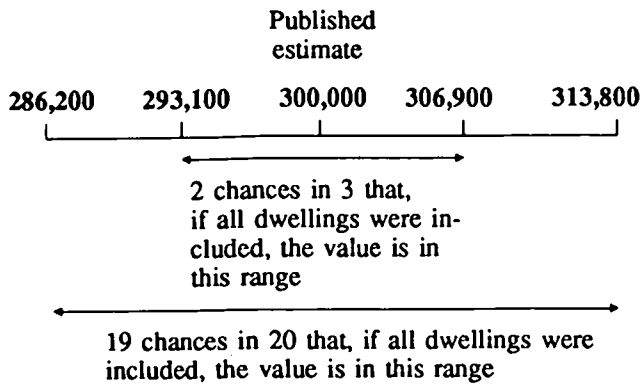 Published
estimate
286,200 293,100 300,000 306,900 313,800
2 chances in 3 that,
if all dwellings were in-
cluded, the value is in
this range
19 chances in 20 that, if all dwellings were
included, the value is in this range